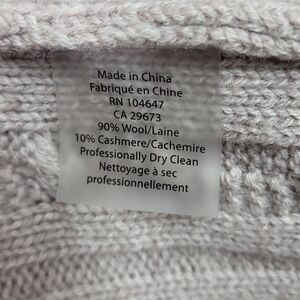 Made in China
Fabriqué en Chine
RN 104647
CA 29673
90% Wool/Laine
10% Cashmere/Cachemire
Professionally Dry Clean
Nettoyage à sec
professionnellement